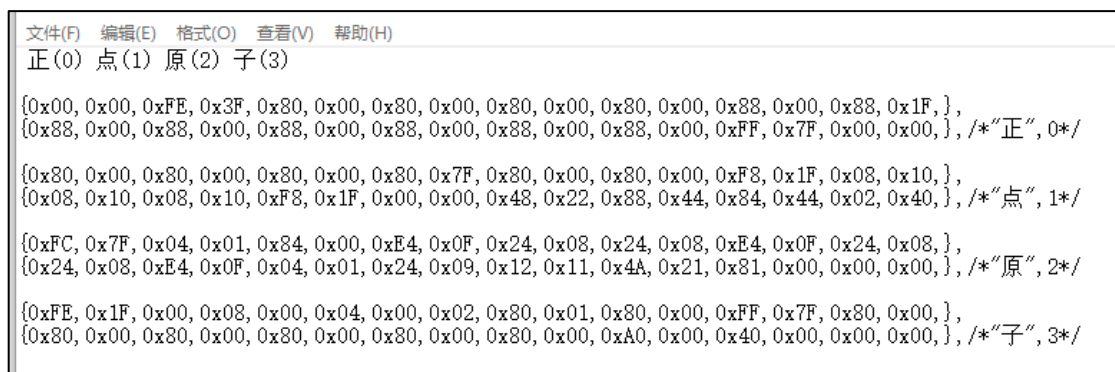 文件(F) 编辑(E) 格式(O) 查看(V) 帮助(H)
正(0) 点(1) 原(2) 子(3)
{0x00,0x00,0xFE,0x3F,0x80,0x00,0x80,0x00,0x80,0x00,0x80,0x00,0x88,0x00,0x88,0x1F,},
{0x88,0x00,0x88,0x00,0x88,0x00,0x88,0x00,0x88,0x00,0x88,0x00,0xFF,0x7F,0x00,0x00,},/*"正",0*/
{0x80,0x00,0x80,0x00,0x80,0x00,0x80,0x7F,0x80,0x00,0x80,0x00,0xF8,0x1F,0x08,0x10,},
{0x08,0x10,0x08,0x10,0xF8,0x1F,0x00,0x00,0x48,0x22,0x88,0x44,0x84,0x44,0x02,0x40,},/*"点",1*/
{0xFC,0x7F,0x04,0x01,0x84,0x00,0xE4,0x0F,0x24,0x08,0x24,0x08,0xE4,0x0F,0x24,0x08,},
{0x24,0x08,0xE4,0x0F,0x04,0x01,0x24,0x09,0x12,0x11,0x4A,0x21,0x81,0x00,0x00,0x00,},/*"原",2*/
{0xFE,0x1F,0x00,0x08,0x00,0x04,0x00,0x02,0x80,0x01,0x80,0x00,0xFF,0x7F,0x80,0x00,},
{0x80,0x00,0x80,0x00,0x80,0x00,0x80,0x00,0x80,0x00,0xA0,0x00,0x40,0x00,0x00,0x00,},/*"子",3*/